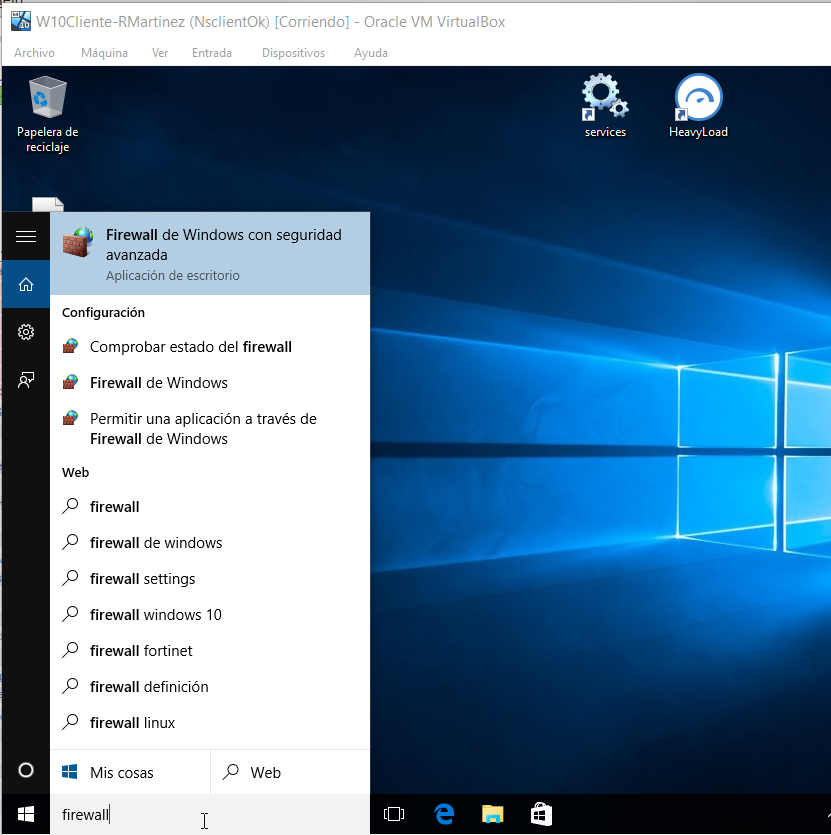 W10Cliente-RMartinez (NsclientOk) [Corriendo] - Oracle VM VirtualBox
Archivo Máquina Ver Entrada Dispositivos Ayuda
Papelera de
reciclaje
services
HeavyLoad
Firewall de Windows con seguridad
avanzada
Aplicación de escritorio
Configuración
Comprobar estado del firewall
Firewall de Windows
Permitir una aplicación a través de
Firewall de Windows
Web
firewall
firewall de windows
firewall settings
firewall windows 10
firewall fortinet
firewall definición
firewall linux
Mis cosas
Web
firewall